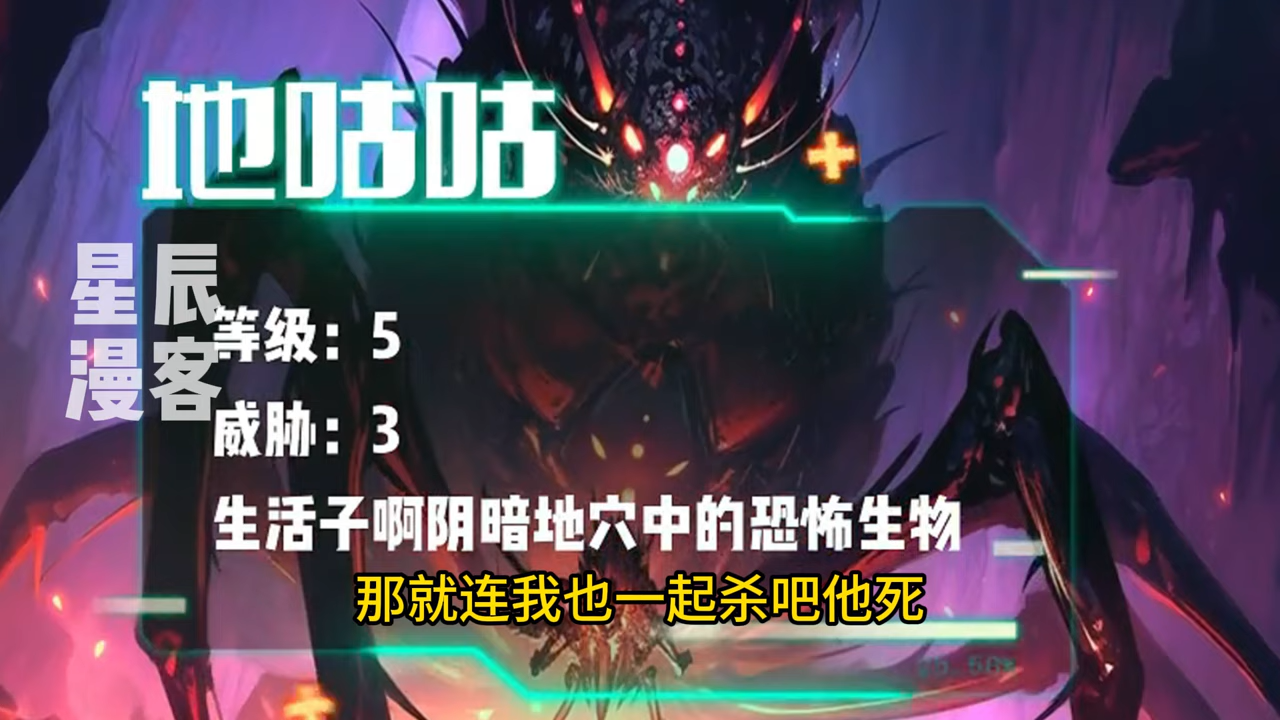 地咕咕
星辰
漫客
等级：5
威胁：3
生活子啊阴暗地穴中的恐怖生物
那就连我也一起杀吧他死